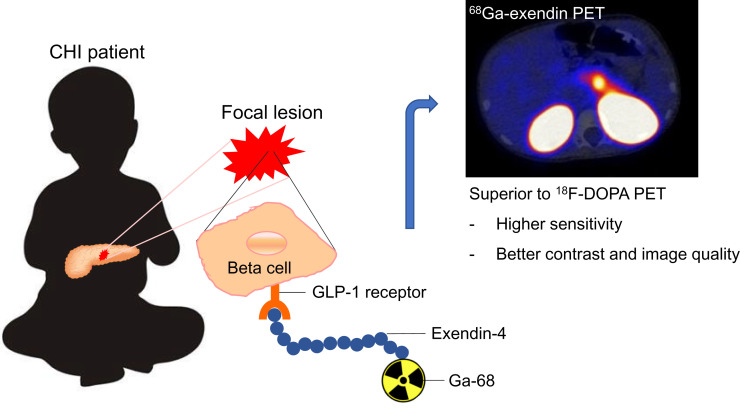 CHI patient
Focal lesion
Beta cell
GLP-1 receptor
Exendin-4
Ga-68
⁶⁸Ga-exendin PET
Superior to ¹⁸F-DOPA PET
- Higher sensitivity
- Better contrast and image quality